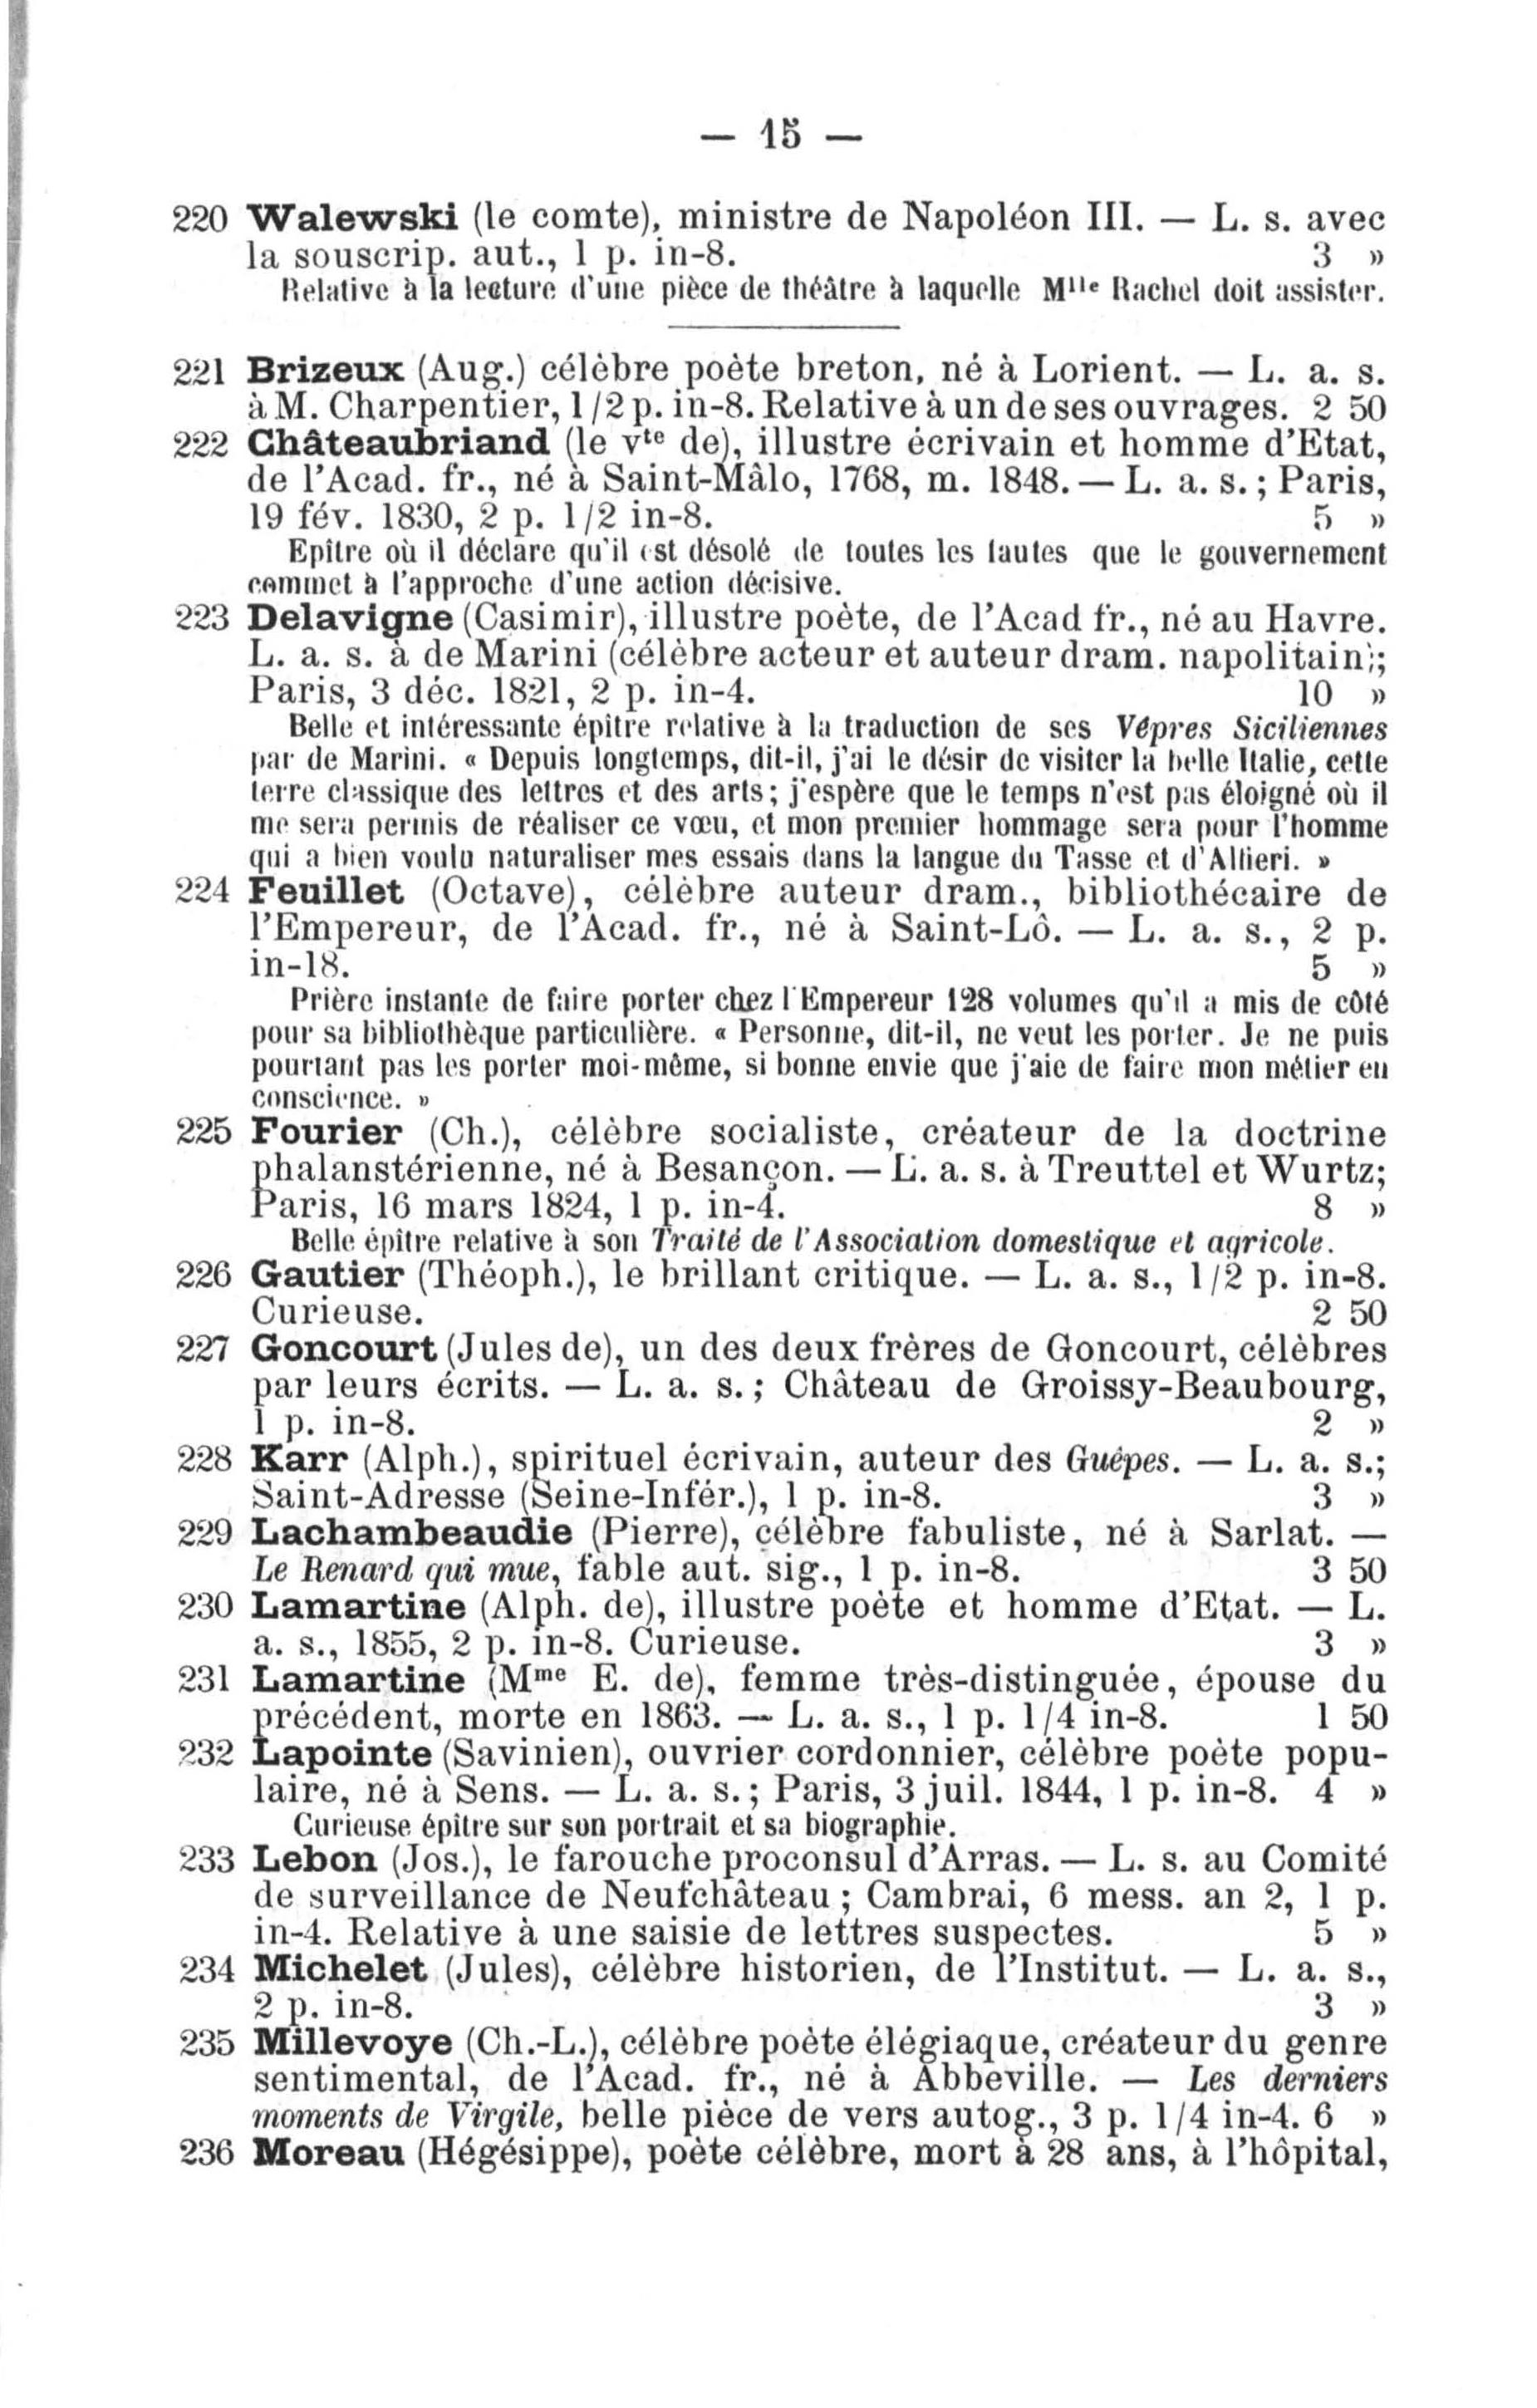 — 15 —
220 Walewski (le comte), ministre de Napoléon III. — L. s. avec
la souscrip. aut., 1 p. in-8. 3 »
Relative à la lecture d'une pièce de théâtre à laquelle Mlle Rachel doit assister.
221 Brizeux (Aug.) célèbre poète breton, né à Lorient. — L. a. s.
à M. Charpentier, 1/2 p. in-8. Relative à un de ses ouvrages. 2 50
222 Châteaubriand (le vte de), illustre écrivain et homme d'Etat,
de l'Acad. fr., né à Saint-Mâlo, 1768, m. 1848. — L. a. s. ; Paris,
19 fév. 1830, 2 p. 1/2 in-8. 5 »
Epître où il déclare qu'il est désolé de toutes les fautes que le gouvernement
commet à l'approche d'une action décisive.
223 Delavigne (Casimir), illustre poète, de l'Acad fr., né au Havre.
L. a. s. à de Marini (célèbre acteur et auteur dram. napolitain);
Paris, 3 déc. 1821, 2 p. in-4. 10 »
Belle et intéressante épître relative à la traduction de ses Vêpres Siciliennes
par de Marini. « Depuis longtemps, dit-il, j'ai le désir de visiter la belle Italie, cette
terre classique des lettres et des arts; j'espère que le temps n'est pas éloigné où il
me sera permis de réaliser ce vœu, et mon premier hommage sera pour l'homme
qui a bien voulu naturaliser mes essais dans la langue du Tasse et d'Alfieri. »
224 Feuillet (Octave), célèbre auteur dram., bibliothécaire de
l'Empereur, de l'Acad. fr., né à Saint-Lô. — L. a. s., 2 p.
in-18. 5 »
Prière instante de faire porter chez l'Empereur 128 volumes qu'il a mis de côté
pour sa bibliothèque particulière. « Personne, dit-il, ne veut les porter. Je ne puis
pourtant pas les porter moi-même, si bonne envie que j'aie de faire mon métier en
conscience. »
225 Fourier (Ch.), célèbre socialiste, créateur de la doctrine
phalanstérienne, né à Besançon. — L. a. s. à Treuttel et Wurtz;
Paris, 16 mars 1824, 1 p. in-4. 8 »
Belle épître relative à son Traité de l'Association domestique et agricole.
226 Gautier (Théoph.), le brillant critique. — L. a. s., 1/2 p. in-8.
Curieuse. 2 50
227 Goncourt (Jules de), un des deux frères de Goncourt, célèbres
par leurs écrits. — L. a. s. ; Château de Groissy-Beaubourg,
1 p. in-8. 2 »
228 Karr (Alph.), spirituel écrivain, auteur des Guêpes. — L. a. s.;
Saint-Adresse (Seine-Infér.), 1 p. in-8. 3 »
229 Lachambeaudie (Pierre), célèbre fabuliste, né à Sarlat. —
Le Renard qui mue, fable aut. sig., 1 p. in-8. 3 50
230 Lamartine (Alph. de), illustre poète et homme d'Etat. — L.
a. s., 1855, 2 p. in-8. Curieuse. 3 »
231 Lamartine (Mme E. de), femme très-distinguée, épouse du
précédent, morte en 1863. — L. a. s., 1 p. 1/4 in-8. 1 50
232 Lapointe (Savinien), ouvrier cordonnier, célèbre poète popu-
laire, né à Sens. — L. a. s. ; Paris, 3 juil. 1844, 1 p. in-8. 4 »
Curieuse épître sur son portrait et sa biographie.
233 Lebon (Jos.), le farouche proconsul d'Arras. — L. s. au Comité
de surveillance de Neufchâteau ; Cambrai, 6 mess. an 2, 1 p.
in-4. Relative à une saisie de lettres suspectes. 5 »
234 Michelet (Jules), célèbre historien, de l'Institut. — L. a. s.,
2 p. in-8. 3 »
235 Millevoye (Ch.-L.), célèbre poète élégiaque, créateur du genre
sentimental, de l'Acad. fr., né à Abbeville. — Les derniers
moments de Virgile, belle pièce de vers autog., 3 p. 1/4 in-4. 6 »
236 Moreau (Hégésippe), poète célèbre, mort à 28 ans, à l'hôpital,